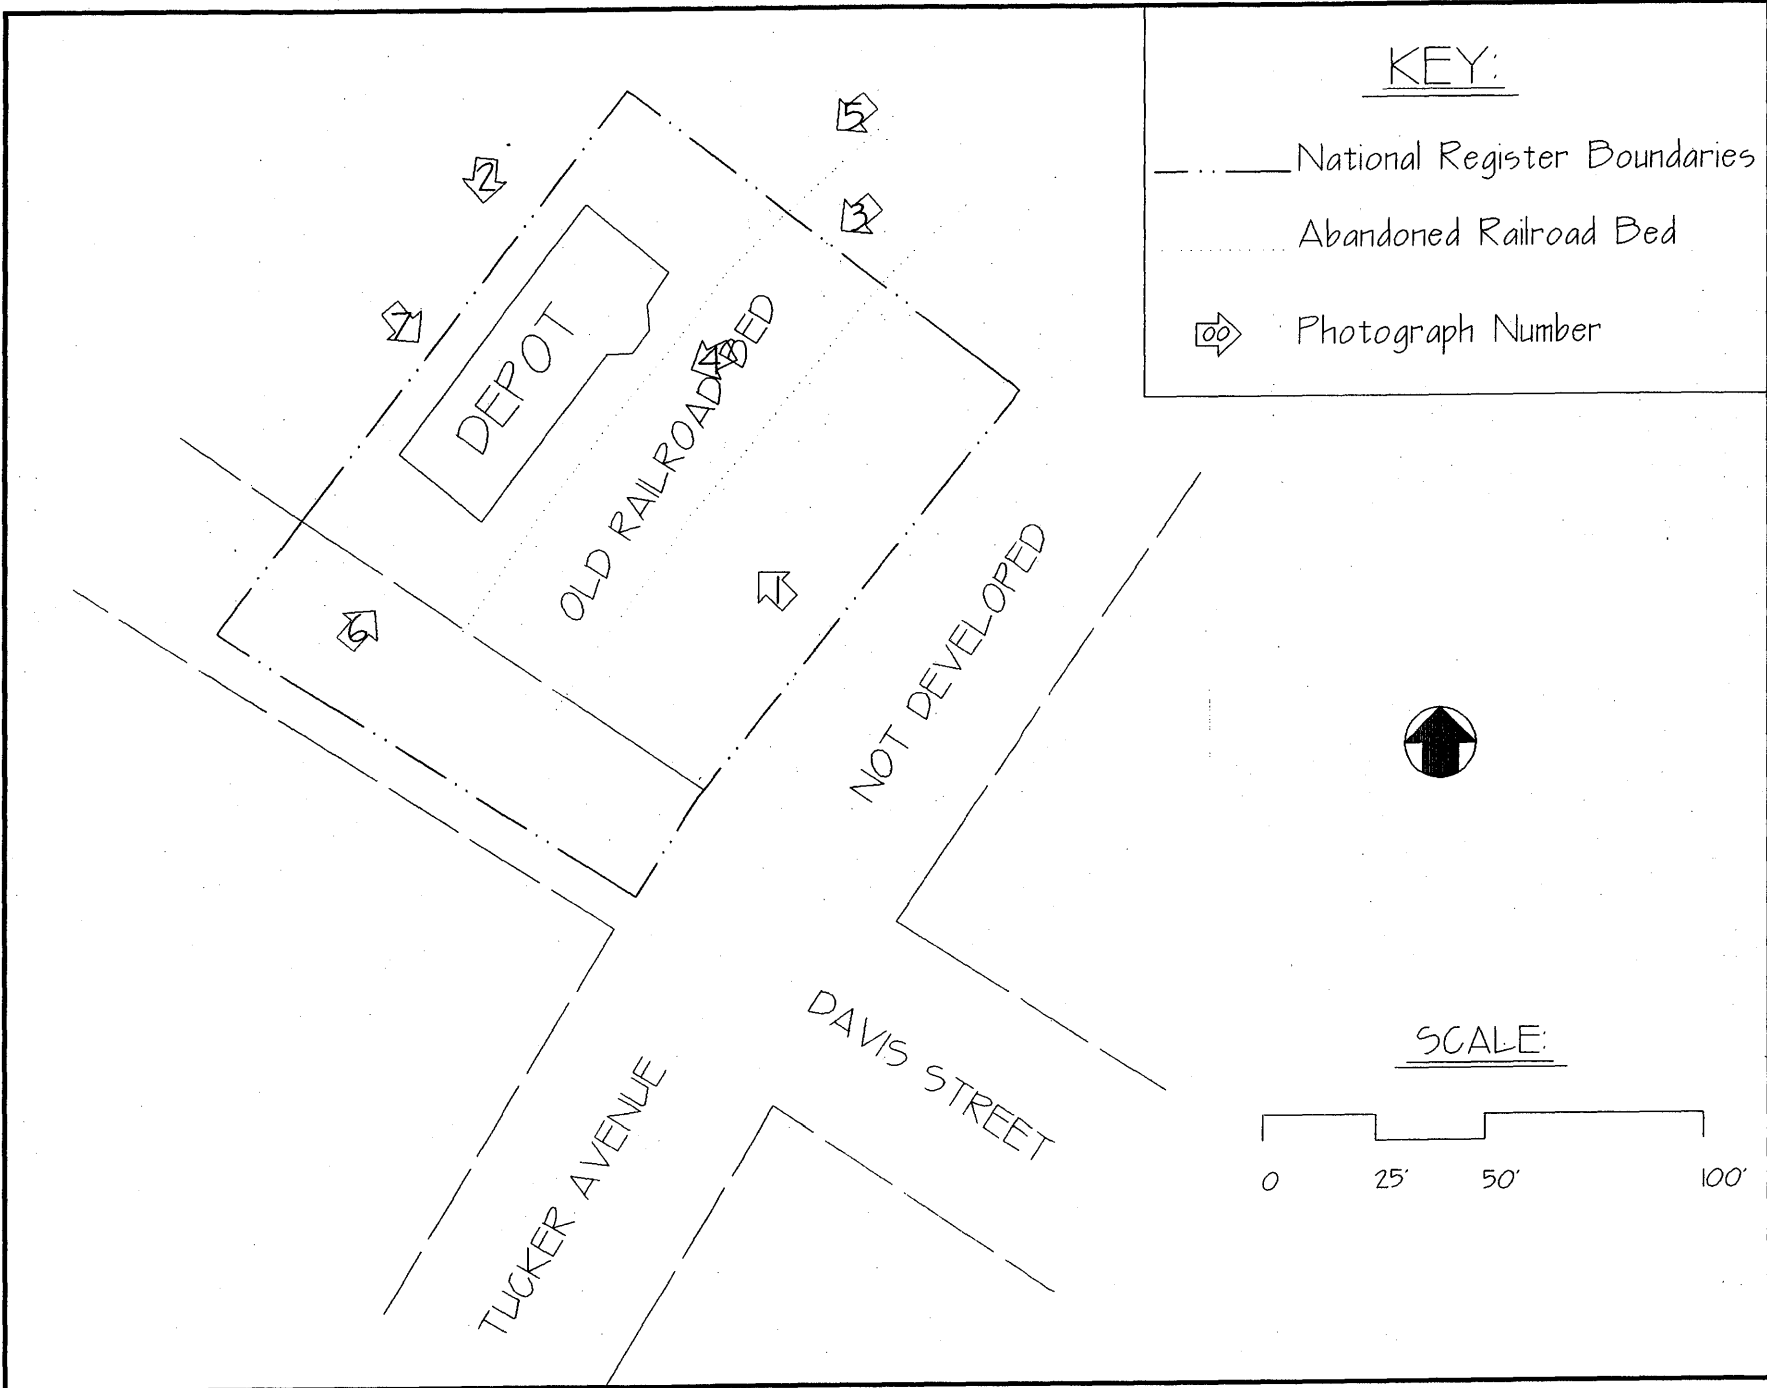 KEY:
National Register Boundaries
Abandoned Railroad Bed
00 Photograph Number
5
2
3
7
4
DEPOT
OLD RAILROAD BED
1
6
NOT DEVELOPED
DAVIS STREET
TUCKER AVENUE
SCALE:
0 25' 50' 100'